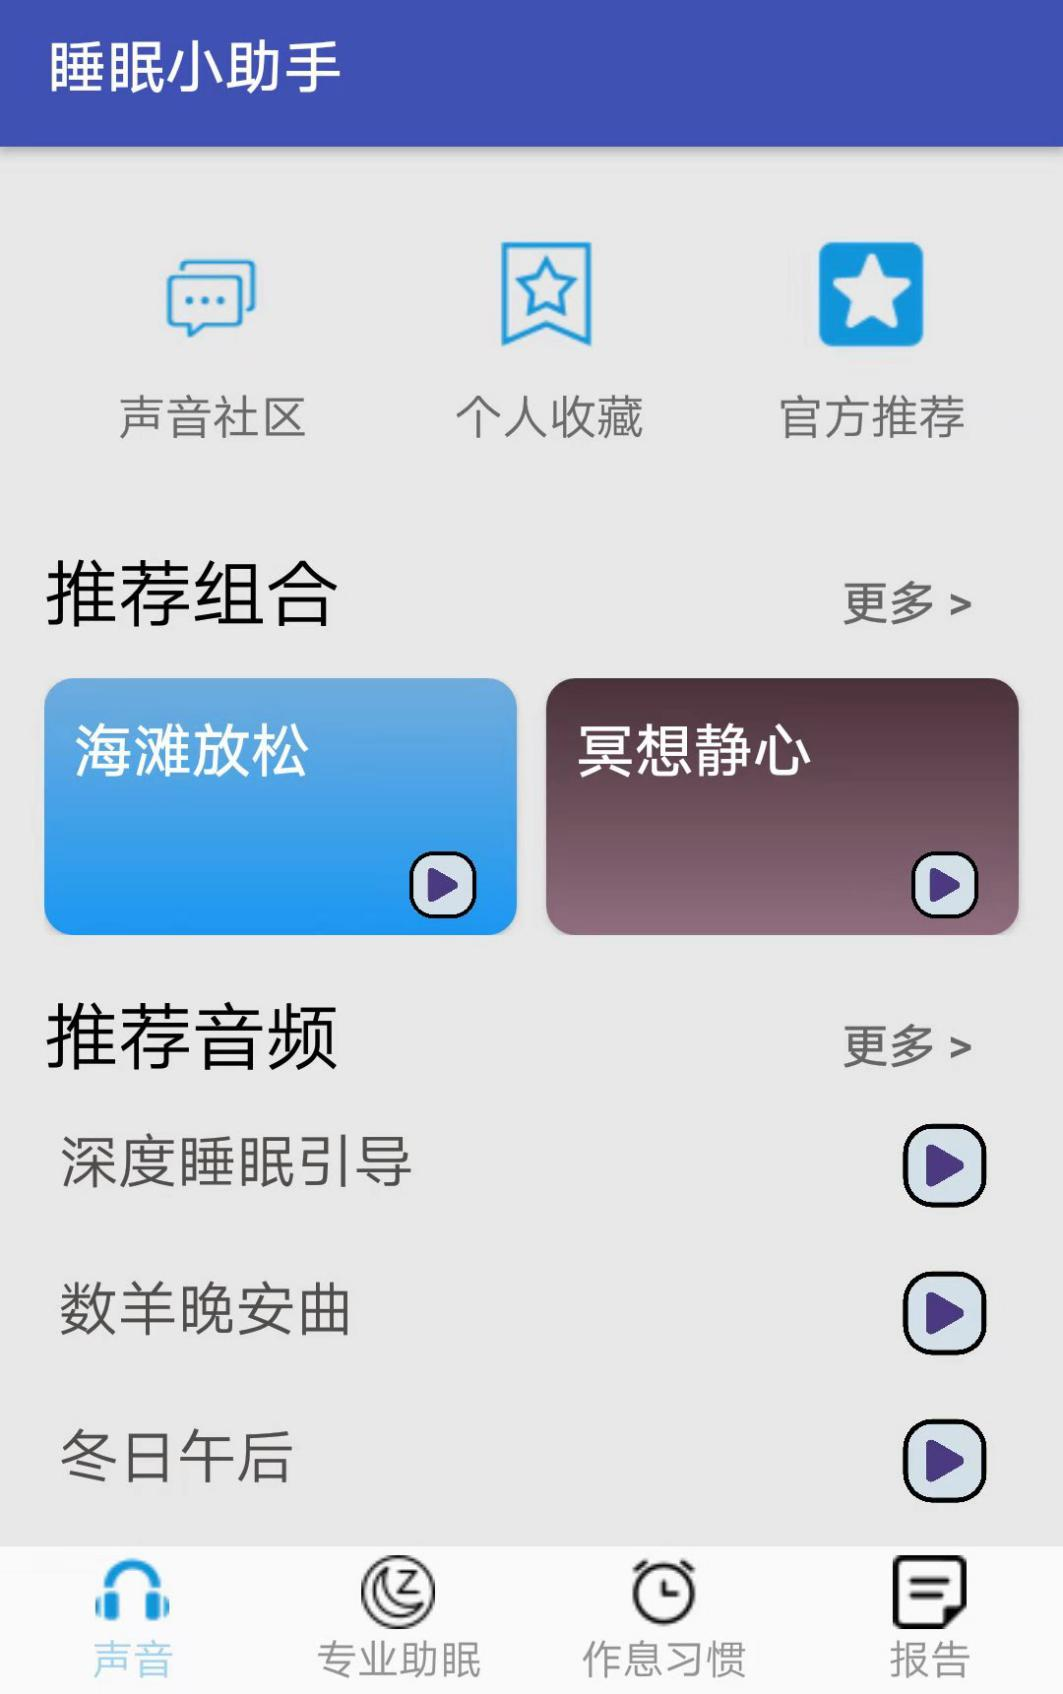 睡眠小助手
声音社区 个人收藏 官方推荐
推荐组合 更多 >
海滩放松 冥想静心
推荐音频 更多 >
深度睡眠引导
数羊晚安曲
冬日午后
声音 专业助眠 作息习惯 报告